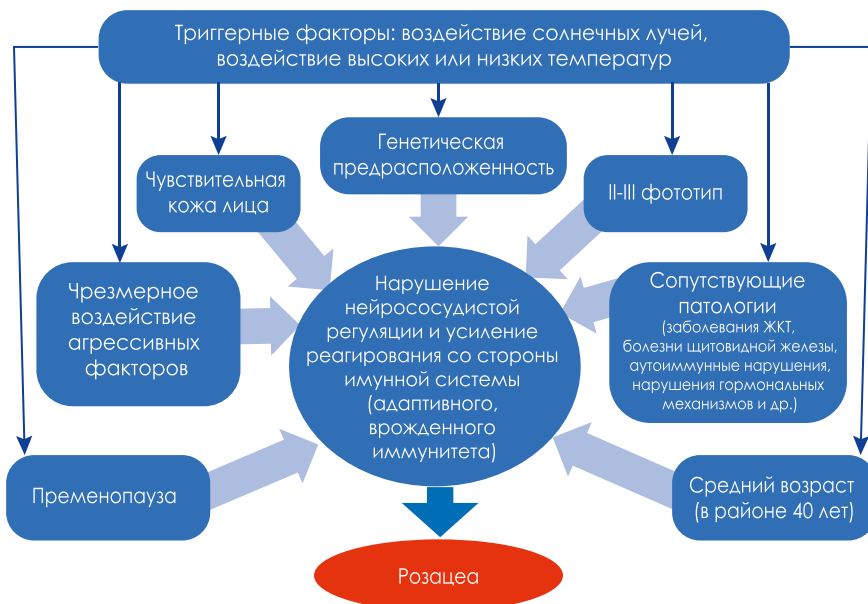 Триггерные факторы: воздействие солнечных лучей,
воздействие высоких или низких температур
Генетическая
предрасположенность
Чувствительная
кожа лица
II-III фототип
Чрезмерное
воздействие
агрессивных
факторов
Нарушение
нейрососудистой
регуляции и усиление
реагирования со стороны
имунной системы
(адаптивного,
врожденного
иммунитета)
Сопутствующие
патологии
(заболевания ЖКТ,
болезни щитовидной железы,
аутоиммунные нарушения,
нарушения гормональных
механизмов и др.)
Пременопауза
Средний возраст
(в районе 40 лет)
Розацеа